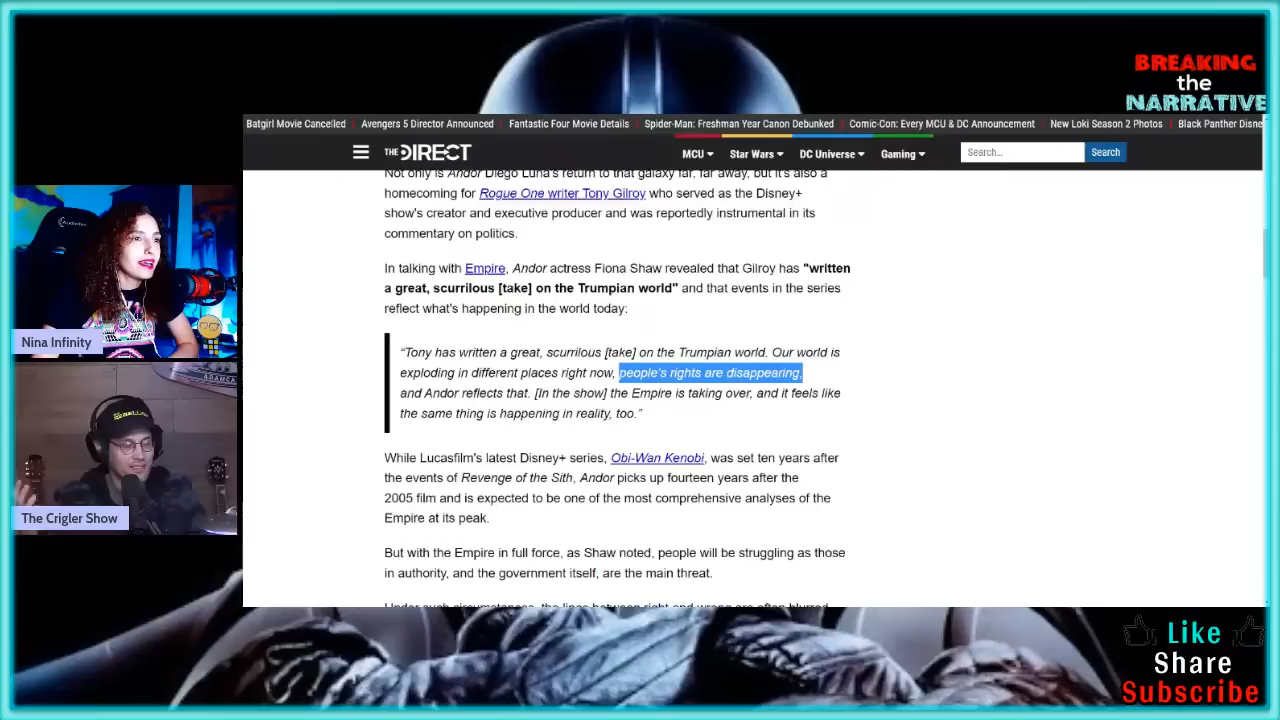 BREAKING
the
NARRATIVE
Batgirl Movie Cancelled Avengers 5 Director Announced Fantastic Four Movie Details Spider-Man: Freshman Year Canon Debunked Comic-Con: Every MCU & DC Announcement New Loki Season 2 Photos Black Panther Disne
THE DIRECT MCU Star Wars DC Universe Gaming Search... Search
Not only is Andor Diego Luna's return to that galaxy far, far away, but it's also a
homecoming for Rogue One writer Tony Gilroy who served as the Disney+
show's creator and executive producer and was reportedly instrumental in its
commentary on politics.
In talking with Empire, Andor actress Fiona Shaw revealed that Gilroy has "written
a great, scurrilous [take] on the Trumpian world" and that events in the series
reflect what's happening in the world today:
“Tony has written a great, scurrilous [take] on the Trumpian world. Our world is
exploding in different places right now, people's rights are disappearing,
and Andor reflects that. [In the show] the Empire is taking over, and it feels like
the same thing is happening in reality, too.”
While Lucasfilm's latest Disney+ series, Obi-Wan Kenobi, was set ten years after
the events of Revenge of the Sith, Andor picks up fourteen years after the
2005 film and is expected to be one of the most comprehensive analyses of the
Empire at its peak.
But with the Empire in full force, as Shaw noted, people will be struggling as those
in authority, and the government itself, are the main threat.
Under such circumstances, the lines between right and wrong are often blurred
Nina Infinity
The Crigler Show
Like
Share
Subscribe